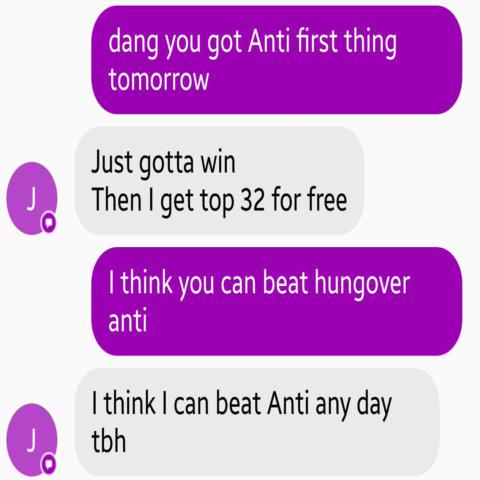 dang you got Anti first thing
tomorrow
Just gotta win
Then I get top 32 for free
J
I think you can beat hungover
anti
I think I can beat Anti any day
tbh
J